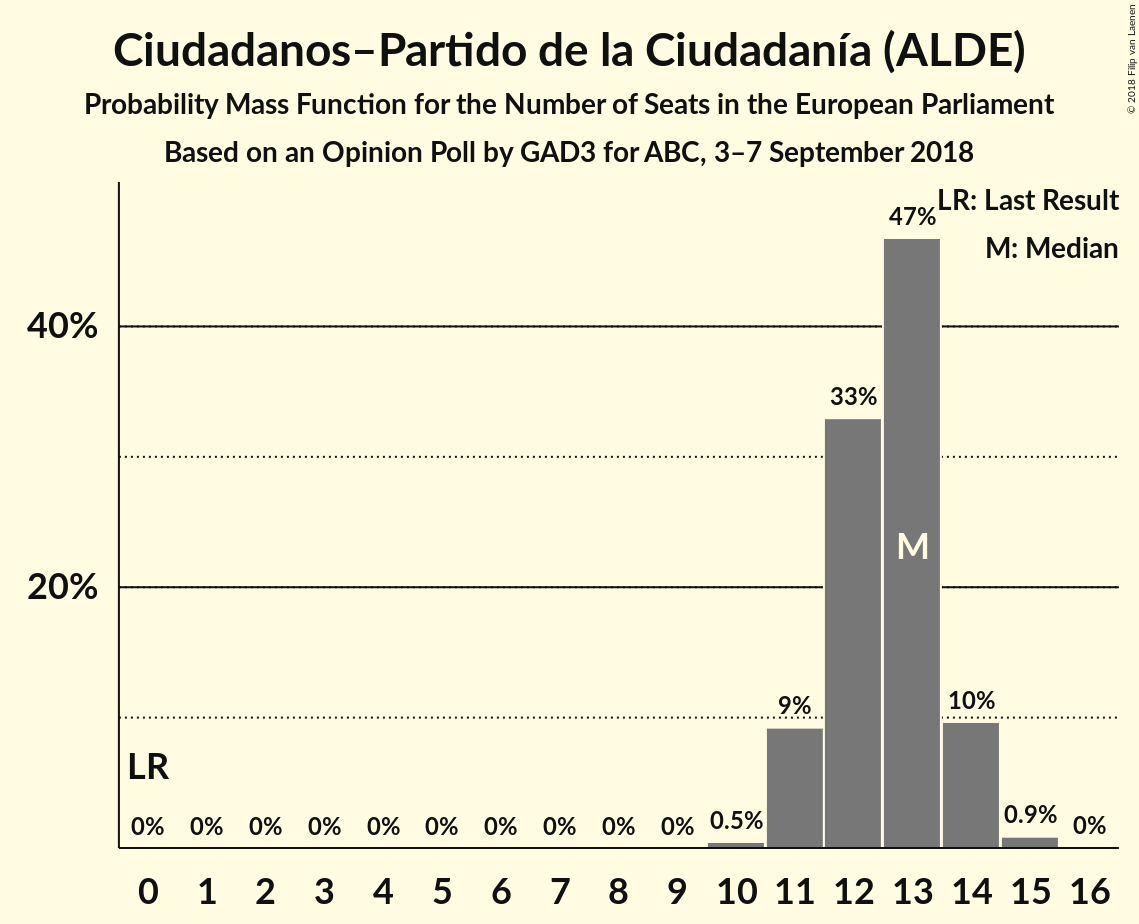 Ciudadanos–Partido de la Ciudadanía (ALDE)
Probability Mass Function for the Number of Seats in the European Parliament
Based on an Opinion Poll by GAD3 for ABC, 3–7 September 2018
© 2018 Filip van Laenen
LR: Last Result
M: Median
47%
40%
33%
M
20%
9%
10%
LR
0% 0% 0% 0% 0% 0% 0% 0% 0% 0% 0.5% 0.9% 0%
0 1 2 3 4 5 6 7 8 9 10 11 12 13 14 15 16